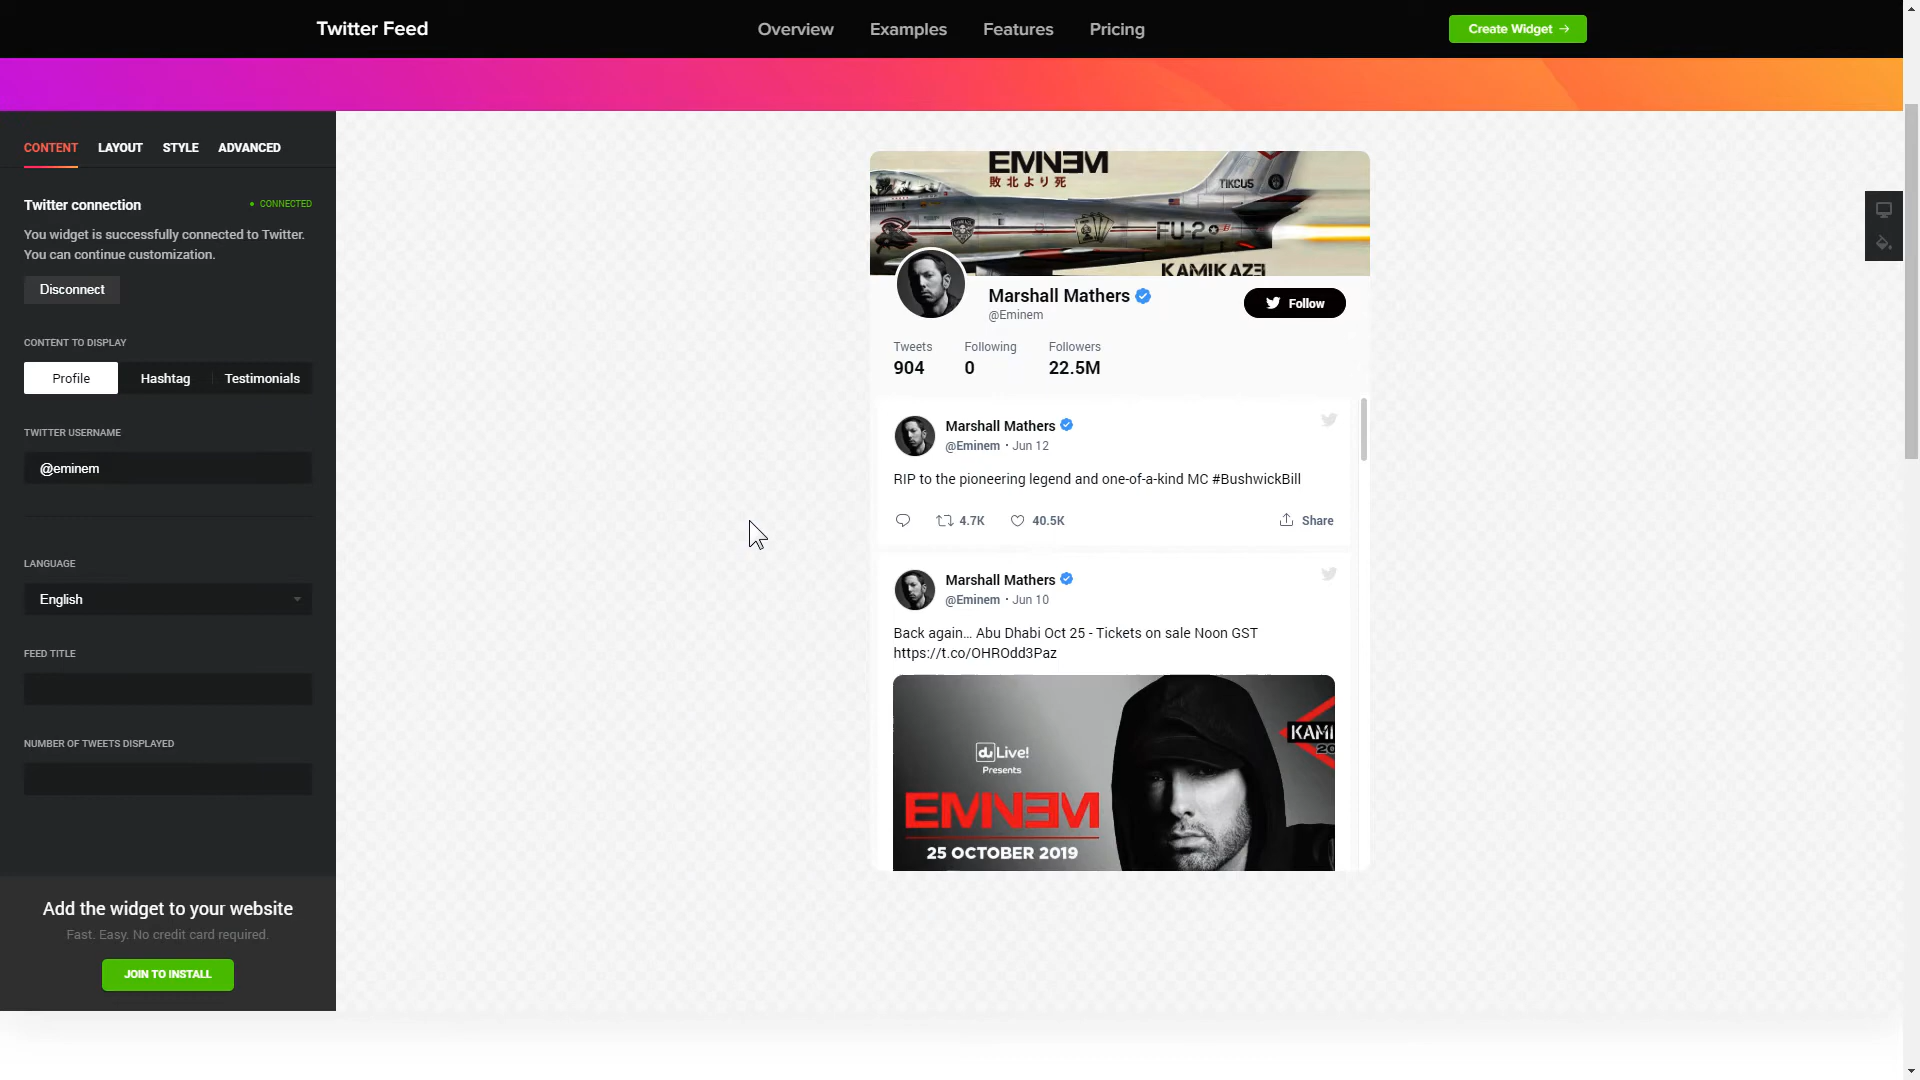 Twitter Feed
Overview Examples Features Pricing
Create Widget →
CONTENT LAYOUT STYLE ADVANCED
Twitter connection
• CONNECTED
You widget is successfully connected to Twitter.
You can continue customization.
Disconnect
CONTENT TO DISPLAY
Profile Hashtag Testimonials
TWITTER USERNAME
@eminem
LANGUAGE
English
FEED TITLE
NUMBER OF TWEETS DISPLAYED
Add the widget to your website
Fast. Easy. No credit card required.
JOIN TO INSTALL
EMINEM
敗北より死
TIKCUS
FU-2
KAMIKAZE
Marshall Mathers
@Eminem
Follow
Tweets Following Followers
904 0 22.5M
Marshall Mathers
@Eminem • Jun 12
RIP to the pioneering legend and one-of-a-kind MC #BushwickBill
4.7K 40.5K Share
Marshall Mathers
@Eminem • Jun 10
Back again… Abu Dhabi Oct 25 - Tickets on sale Noon GST
https://t.co/OHROdd3Paz
du Live!
Presents
EMINEM
25 OCTOBER 2019
KAMI
20